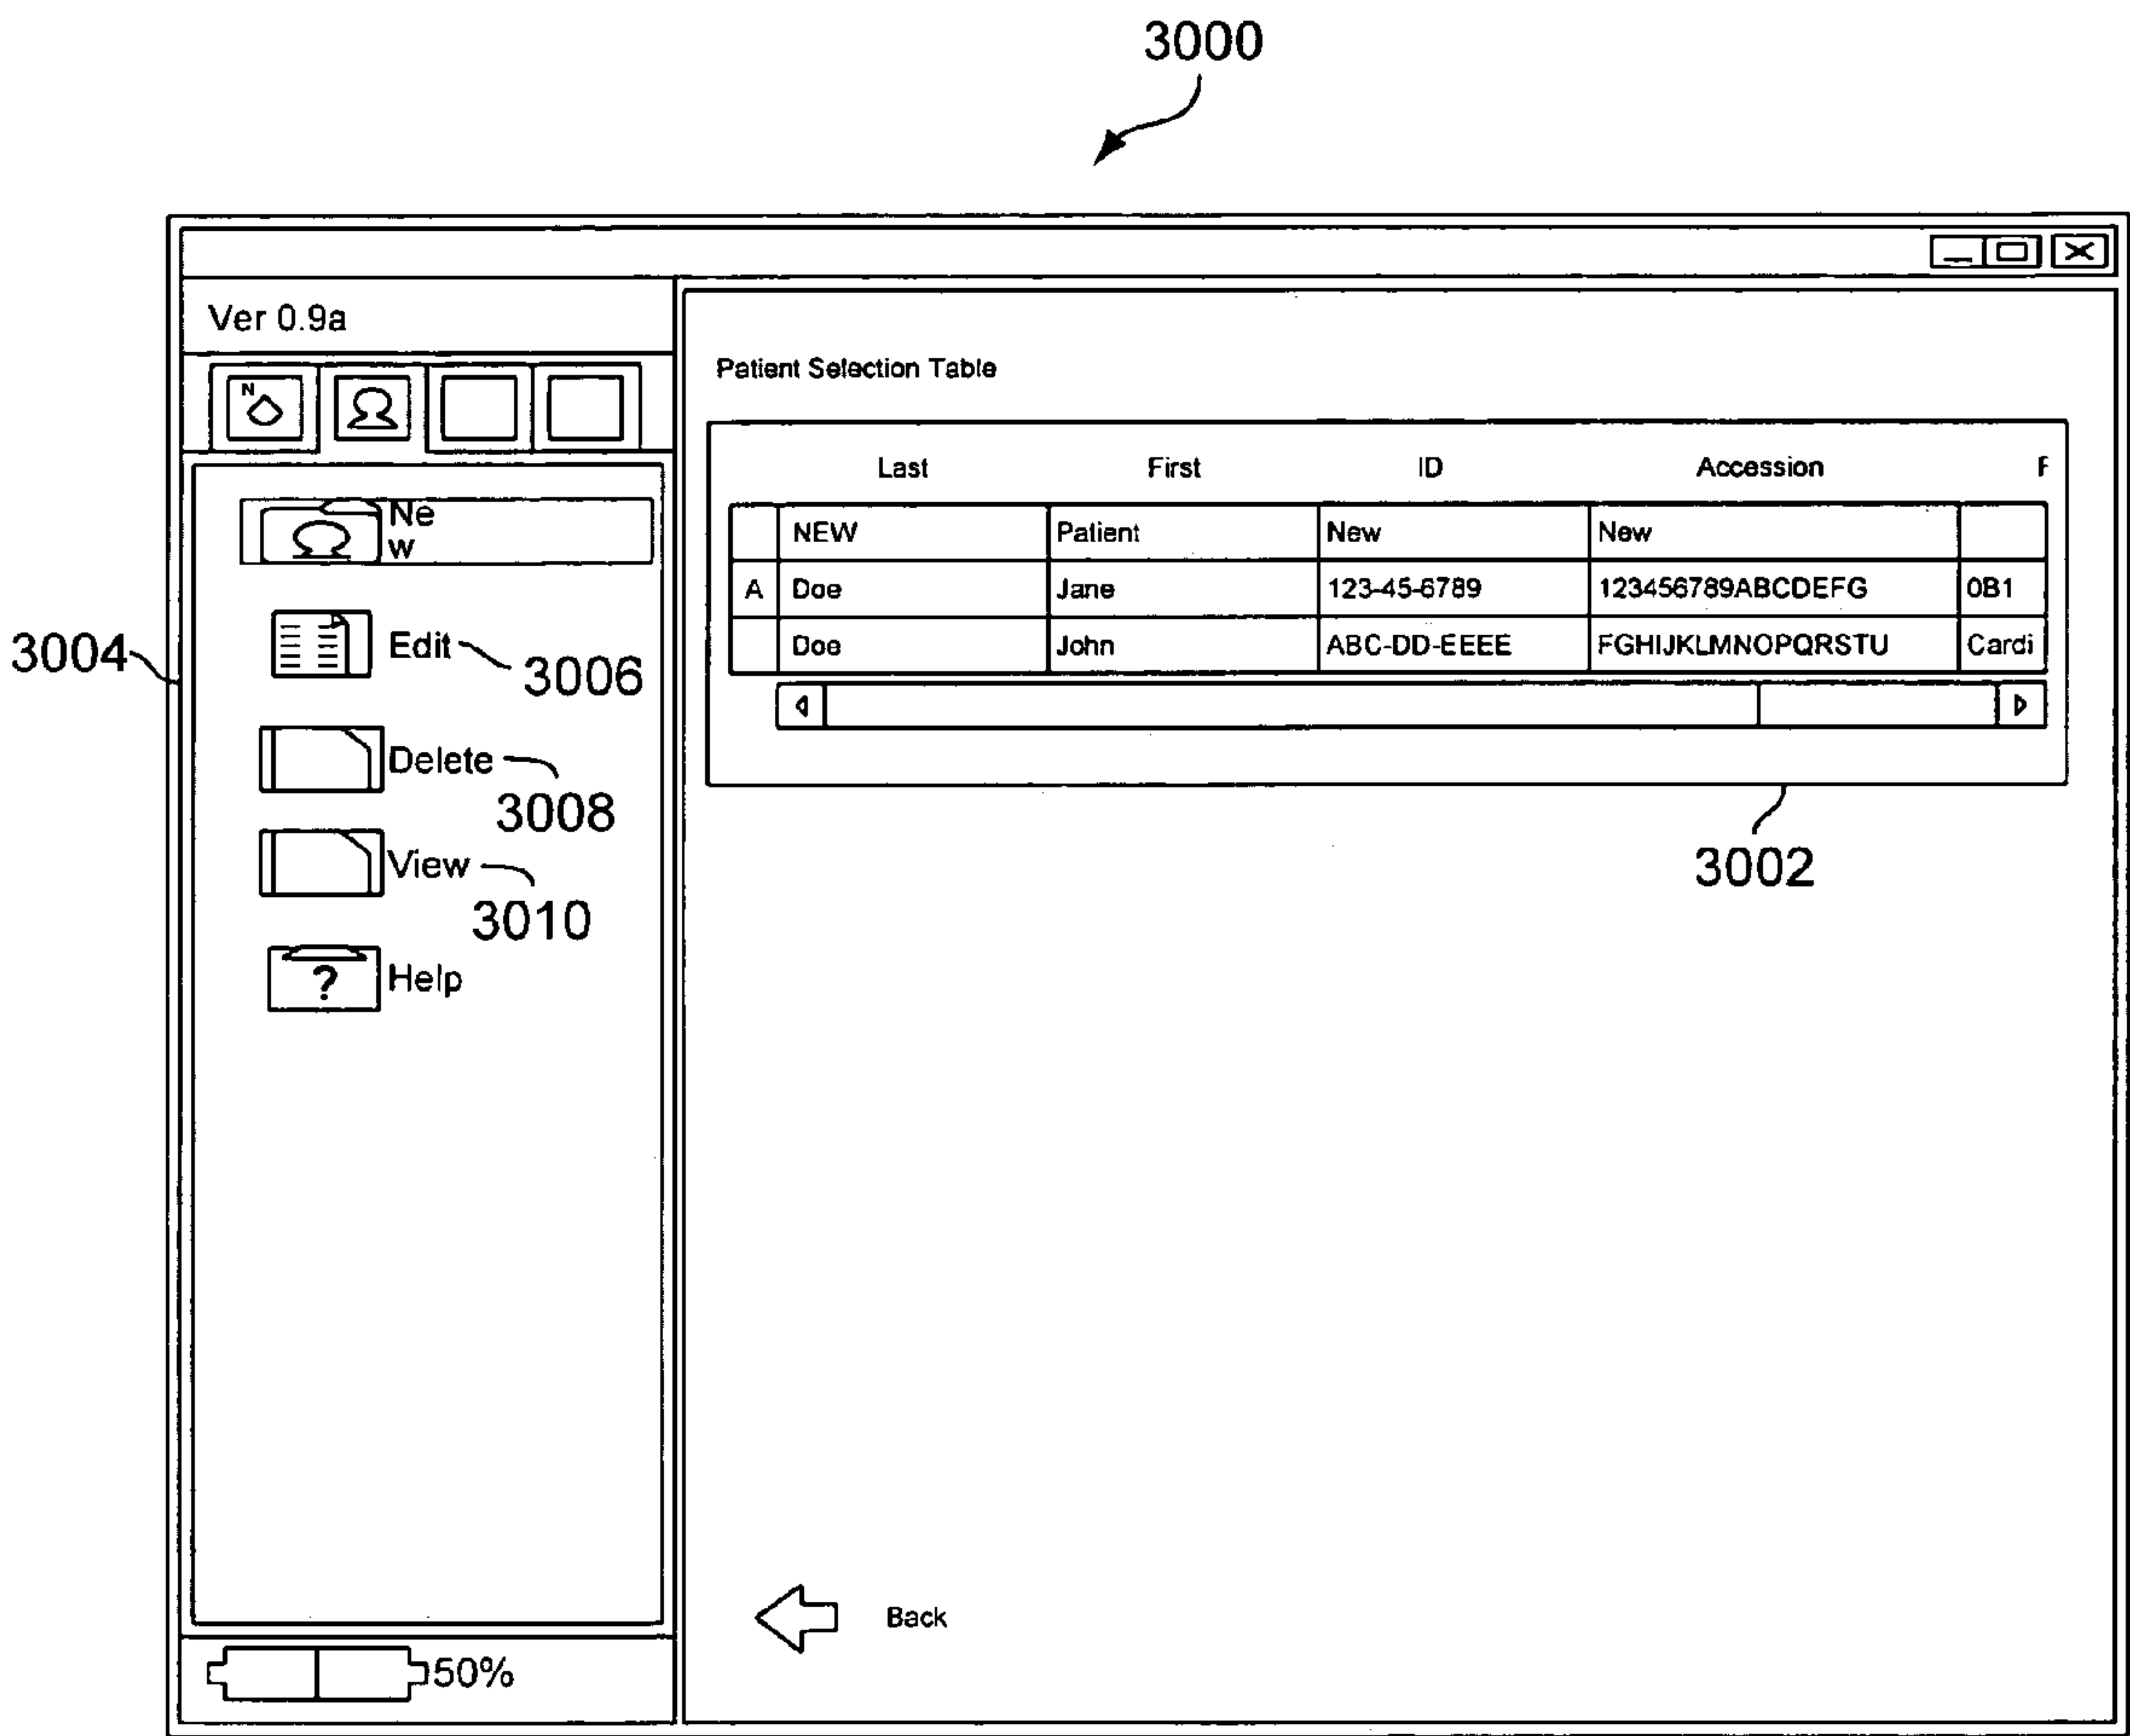 3000
Ver 0.9a
N
Ne
w
Edit
3004
3006
Delete
3008
View
3010
? Help
50%
Patient Selection Table
Last First ID Accession F
NEW Patient New New
A Doe Jane 123-45-6789 123456789ABCDEFG 0B1
Doe John ABC-DD-EEEE FGHIJKLMNOPQRSTU Cardi
3002
Back